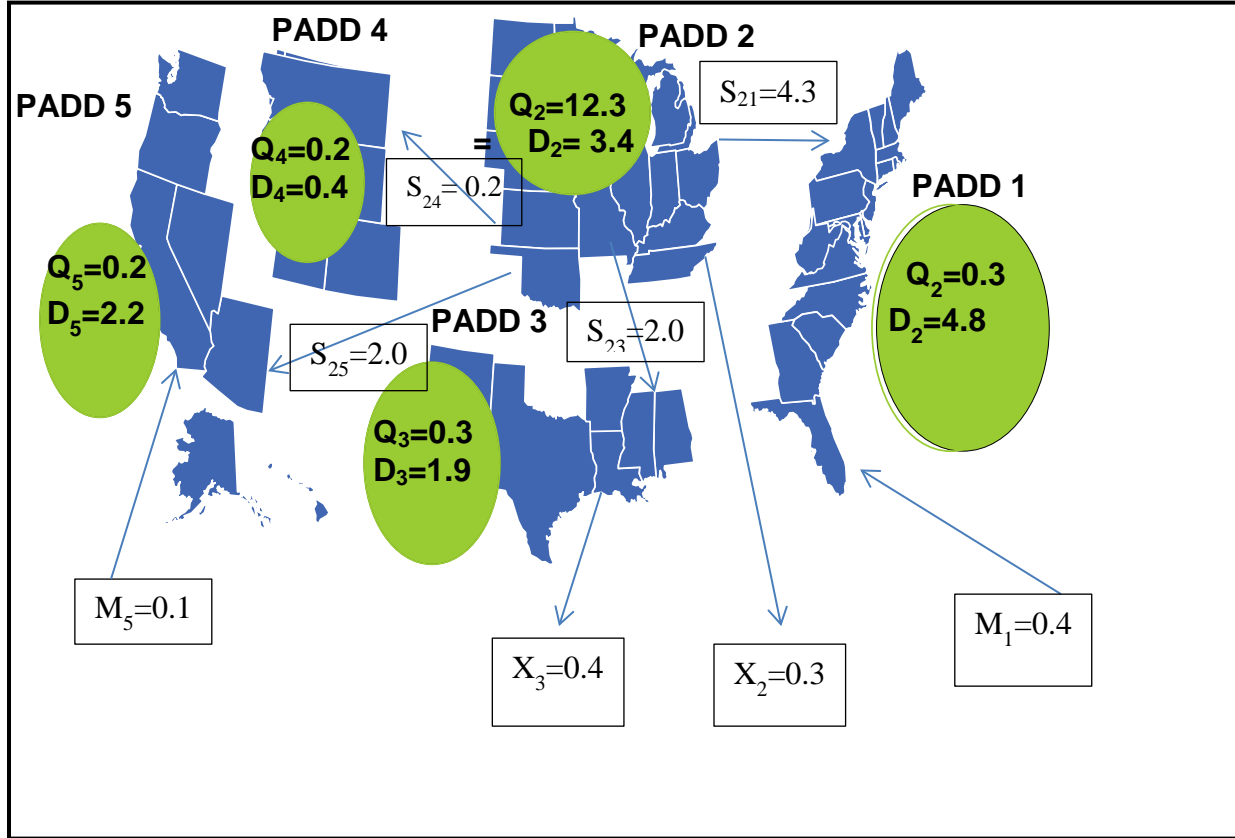 PADD 4
PADD 2
PADD 5
S₂₁=4.3
Q₂=12.3
D₂= 3.4
=
Q₄=0.2
D₄=0.4
S₂₄= 0.2
PADD 1
Q₅=0.2
D₅=2.2
Q₂=0.3
D₂=4.8
PADD 3
S₂₃=2.0
S₂₅=2.0
Q₃=0.3
D₃=1.9
M₅=0.1
X₃=0.4
X₂=0.3
M₁=0.4